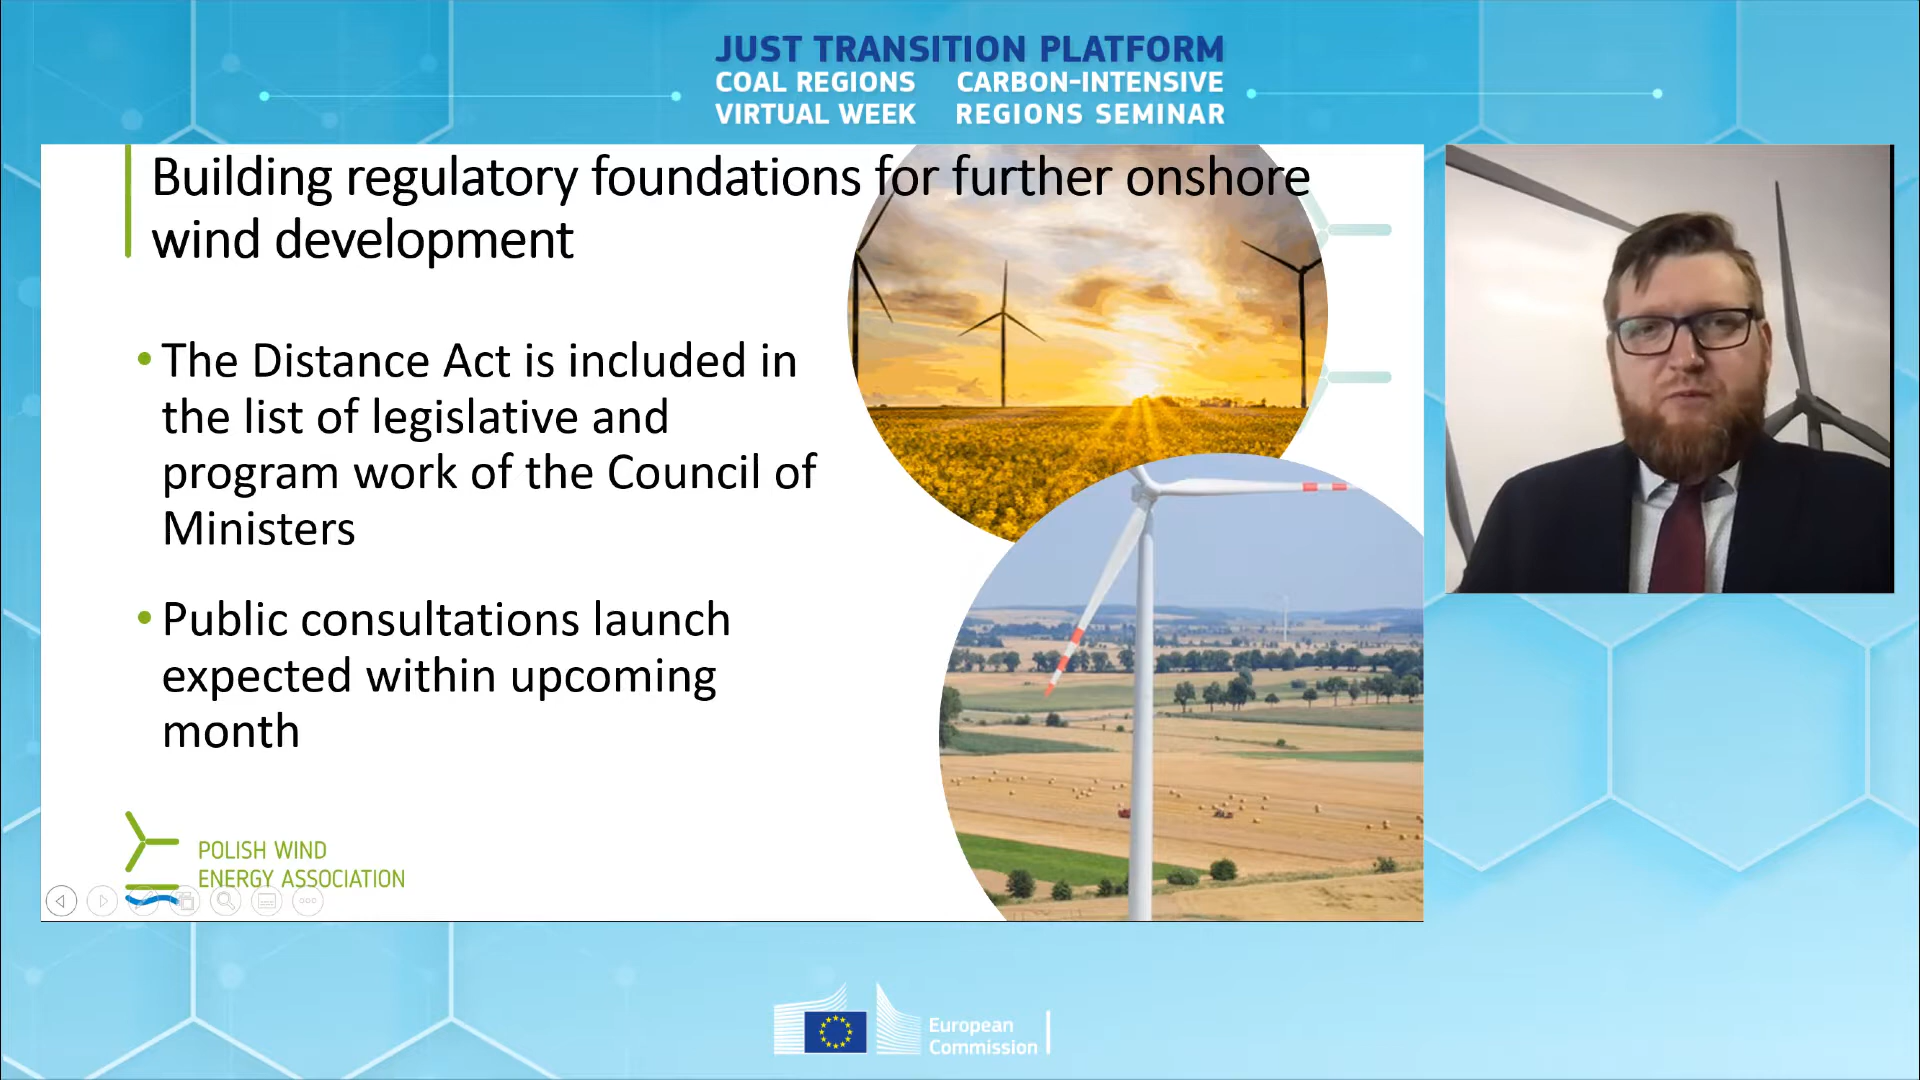 JUST TRANSITION PLATFORM
COAL REGIONS
VIRTUAL WEEK
CARBON-INTENSIVE
REGIONS SEMINAR
Building regulatory foundations for further onshore
wind development
• The Distance Act is included in
the list of legislative and
program work of the Council of
Ministers
• Public consultations launch
expected within upcoming
month
POLISH WIND
ENERGY ASSOCIATION
European
Commission